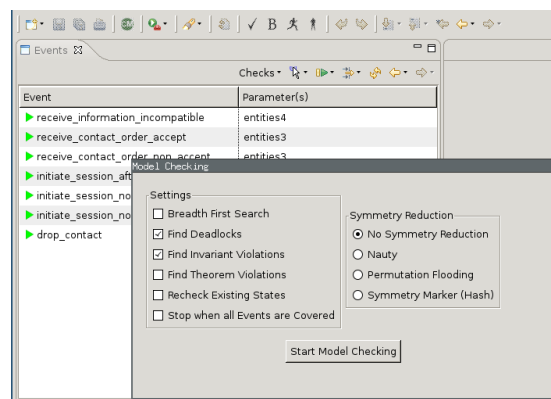 Events
Checks
Event Parameter(s)
receive_information_incompatible entities4
receive_contact_order_accept entities3
receive_contact_order_non_accept entities3
Model Checking
initiate_session_aft
initiate_session_no
initiate_session_no
drop_contact
Settings
Breadth First Search
Find Deadlocks
Find Invariant Violations
Find Theorem Violations
Recheck Existing States
Stop when all Events are Covered
Symmetry Reduction
No Symmetry Reduction
Nauty
Permutation Flooding
Symmetry Marker (Hash)
Start Model Checking